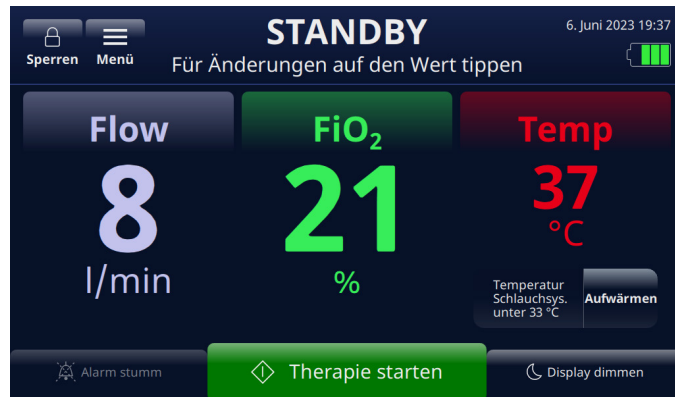 STANDBY
6. Juni 2023 19:37
Sperren
Menü
Für Änderungen auf den Wert tippen
Flow
8
l/min
FiO₂
21
%
Temp
37
°C
Temperatur
Schlauchsys.
unter 33 °C
Aufwärmen
Alarm stumm
Therapie starten
Display dimmen